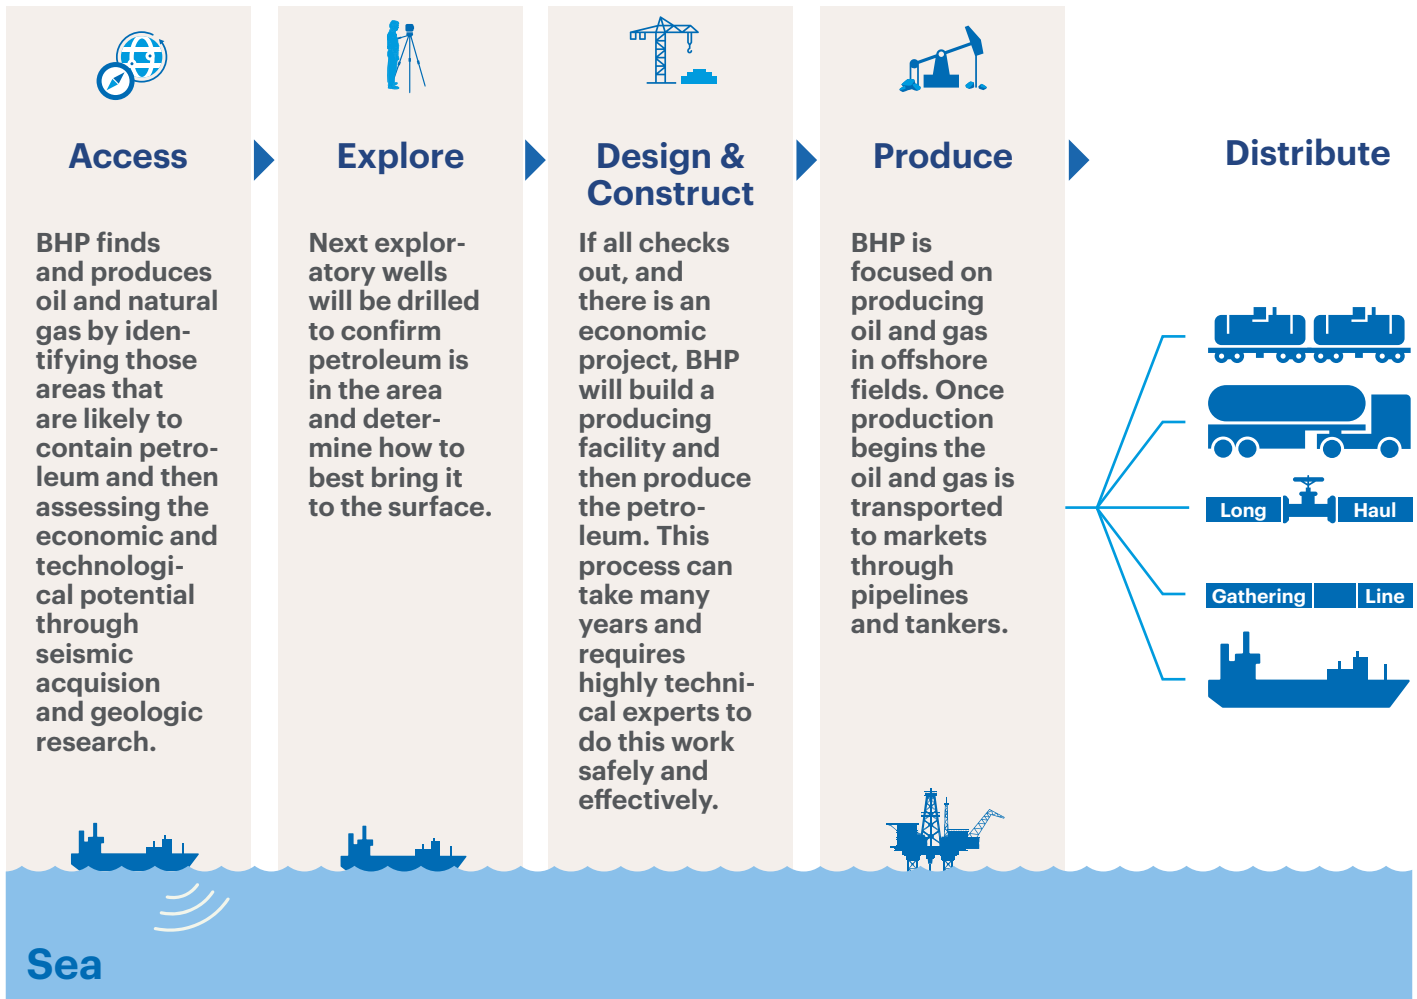 Access
BHP finds
and produces
oil and natural
gas by iden-
tifying those
areas that
are likely to
contain petro-
leum and then
assessing the
economic and
technologi-
cal potential
through
seismic
acquision
and geologic
research.
Explore
Next explor-
atory wells
will be drilled
to confirm
petroleum is
in the area
and deter-
mine how to
best bring it
to the surface.
Design &
Construct
If all checks
out, and
there is an
economic
project, BHP
will build a
producing
facility and
then produce
the petro-
leum. This
process can
take many
years and
requires
highly techni-
cal experts to
do this work
safely and
effectively.
Produce
BHP is
focused on
producing
oil and gas
in offshore
fields. Once
production
begins the
oil and gas is
transported
to markets
through
pipelines
and tankers.
Distribute
Long Haul
Gathering Line
Sea